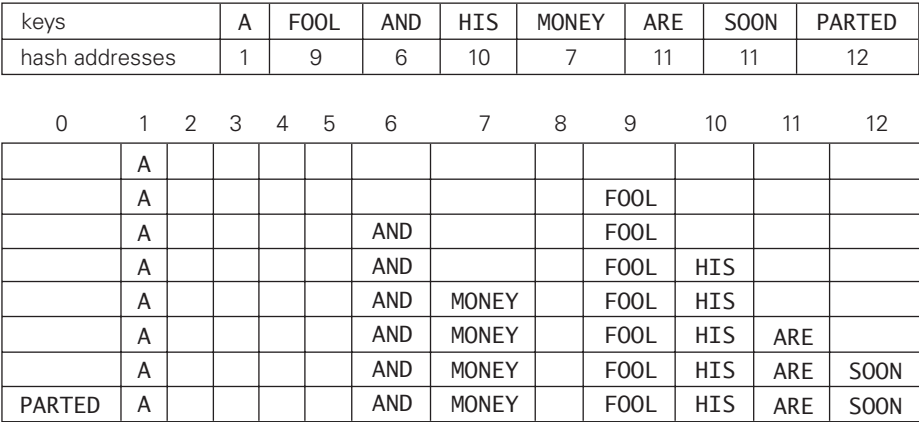 keys A FOOL AND HIS MONEY ARE SOON PARTED
hash addresses 1 9 6 10 7 11 11 12
0 1 2 3 4 5 6 7 8 9 10 11 12
A
A FOOL
A AND FOOL
A AND FOOL HIS
A AND MONEY FOOL HIS
A AND MONEY FOOL HIS ARE
A AND MONEY FOOL HIS ARE SOON
PARTED A AND MONEY FOOL HIS ARE SOON